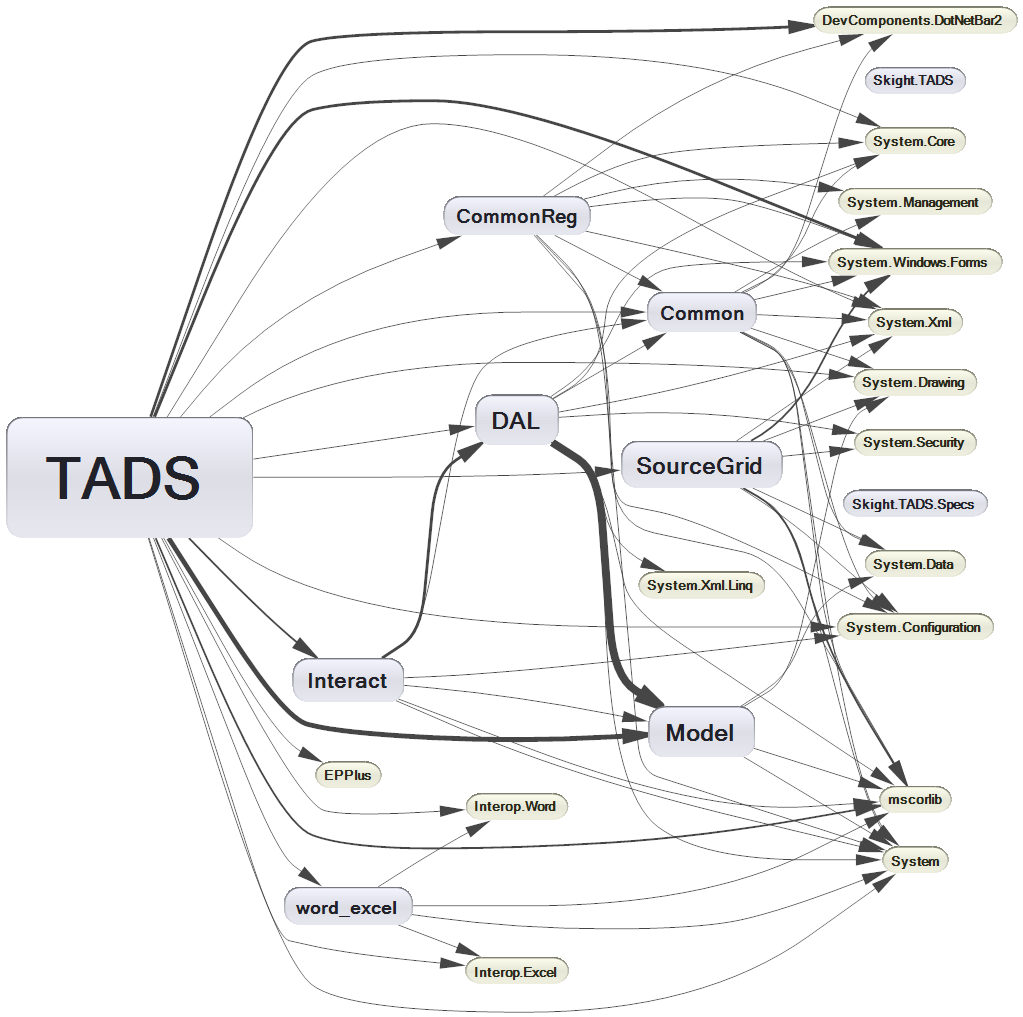 DevComponents.DotNetBar2
Skight.TADS
System.Core
System.Management
CommonReg
System.Windows.Forms
Common
System.Xml
System.Drawing
DAL
System.Security
SourceGrid
TADS
Skight.TADS.Specs
System.Data
System.Xml.Linq
System.Configuration
Interact
Model
EPPlus
mscorlib
Interop.Word
System
word_excel
Interop.Excel